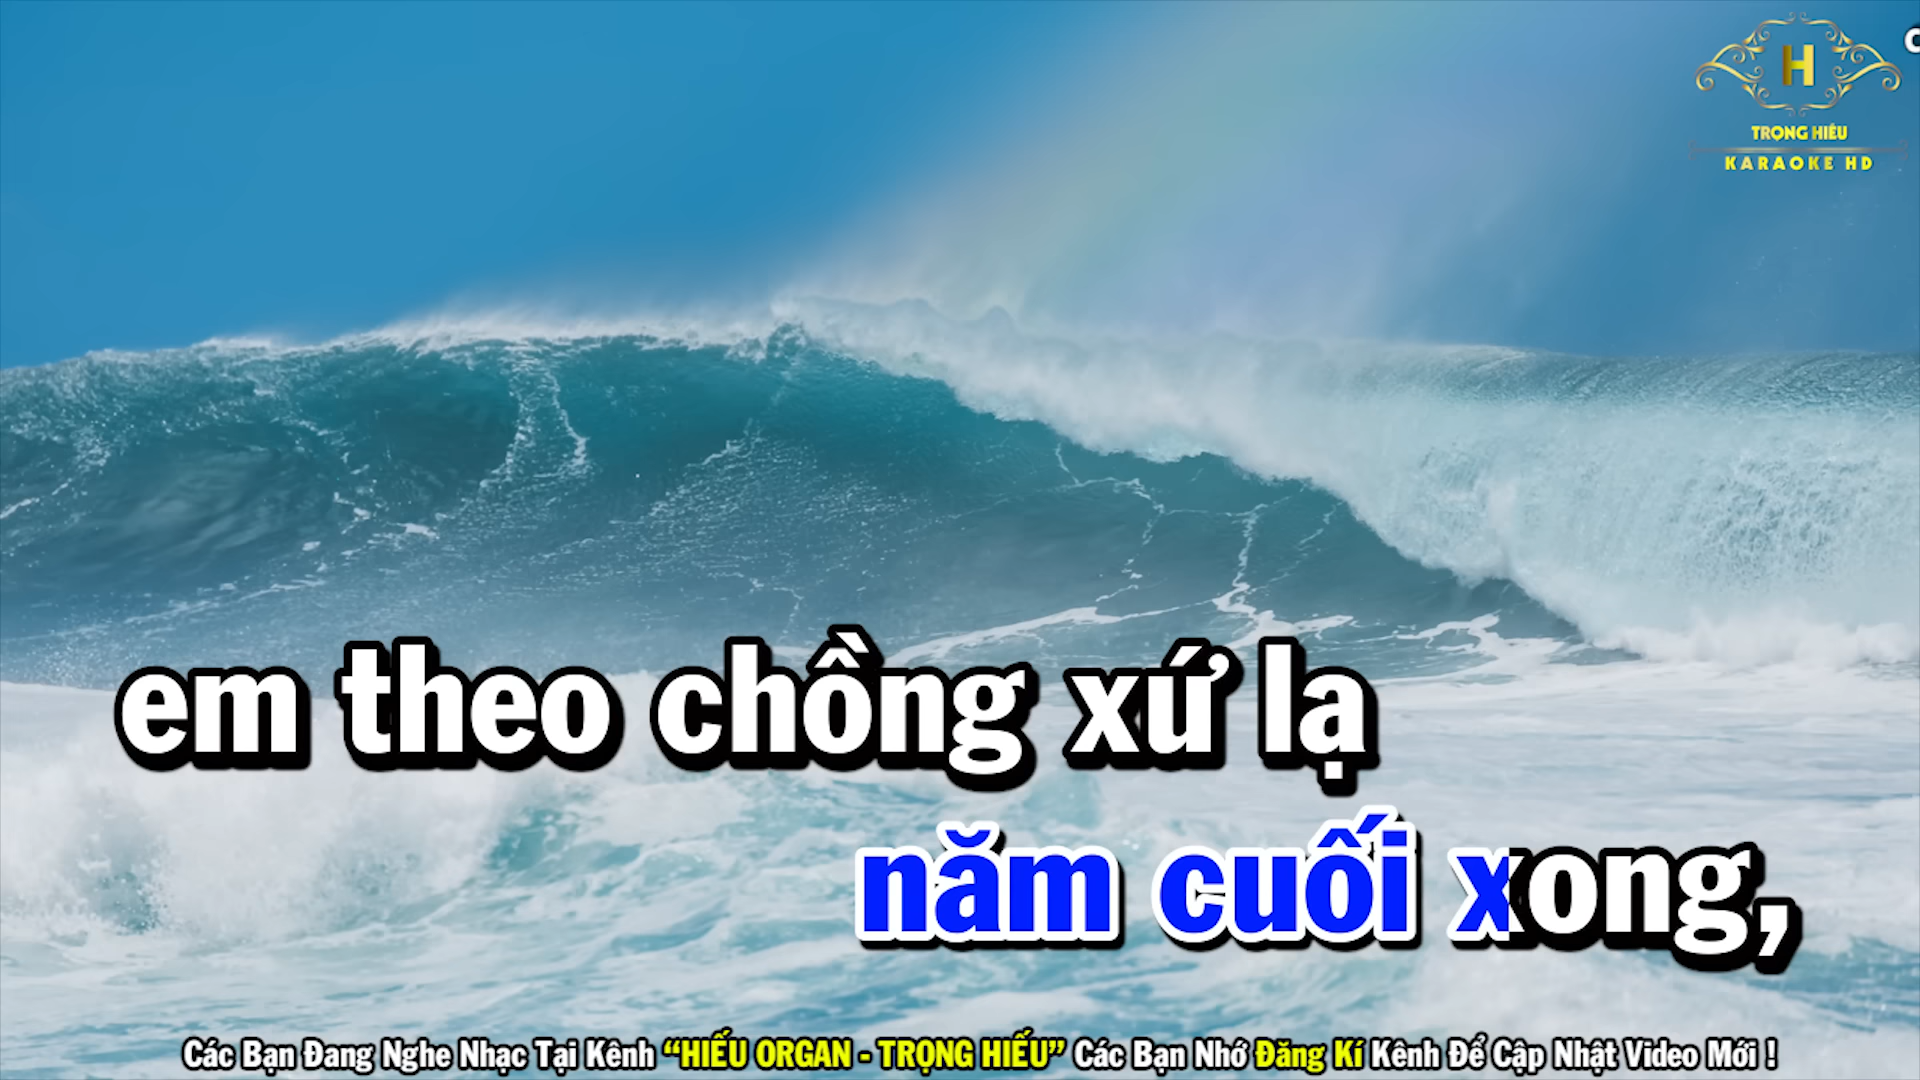 C
H
TRỌNG HIẾU
KARAOKE HD
em theo chồng xứ lạ
năm cuối xong,
Các Bạn Đang Nghe Nhạc Tại Kênh “HIẾU ORGAN - TRỌNG HIẾU” Các Bạn Nhớ Đăng Kí Kênh Để Cập Nhật Video Mới !